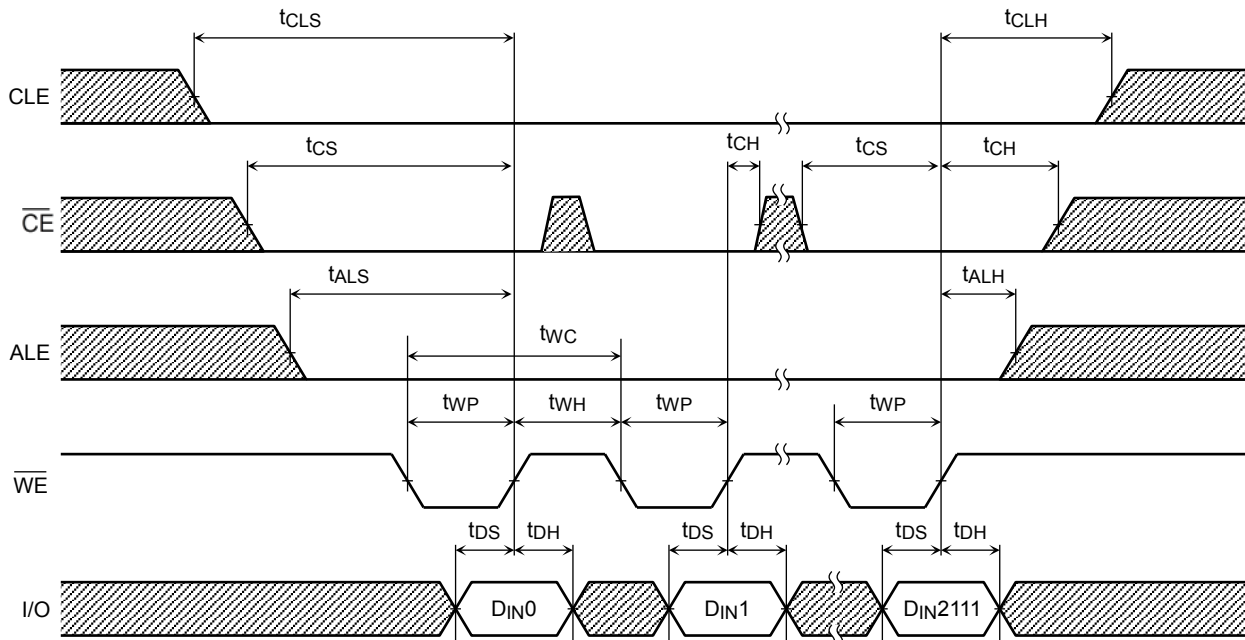 tCLS
tCLH
CLE
tCS
tCH
tCS
tCH
CE
tALS
tALH
tWC
ALE
tWP
tWH
tWP
tWP
WE
tDS
tDH
tDS
tDH
tDS
tDH
I/O
DIN0
DIN1
DIN2111